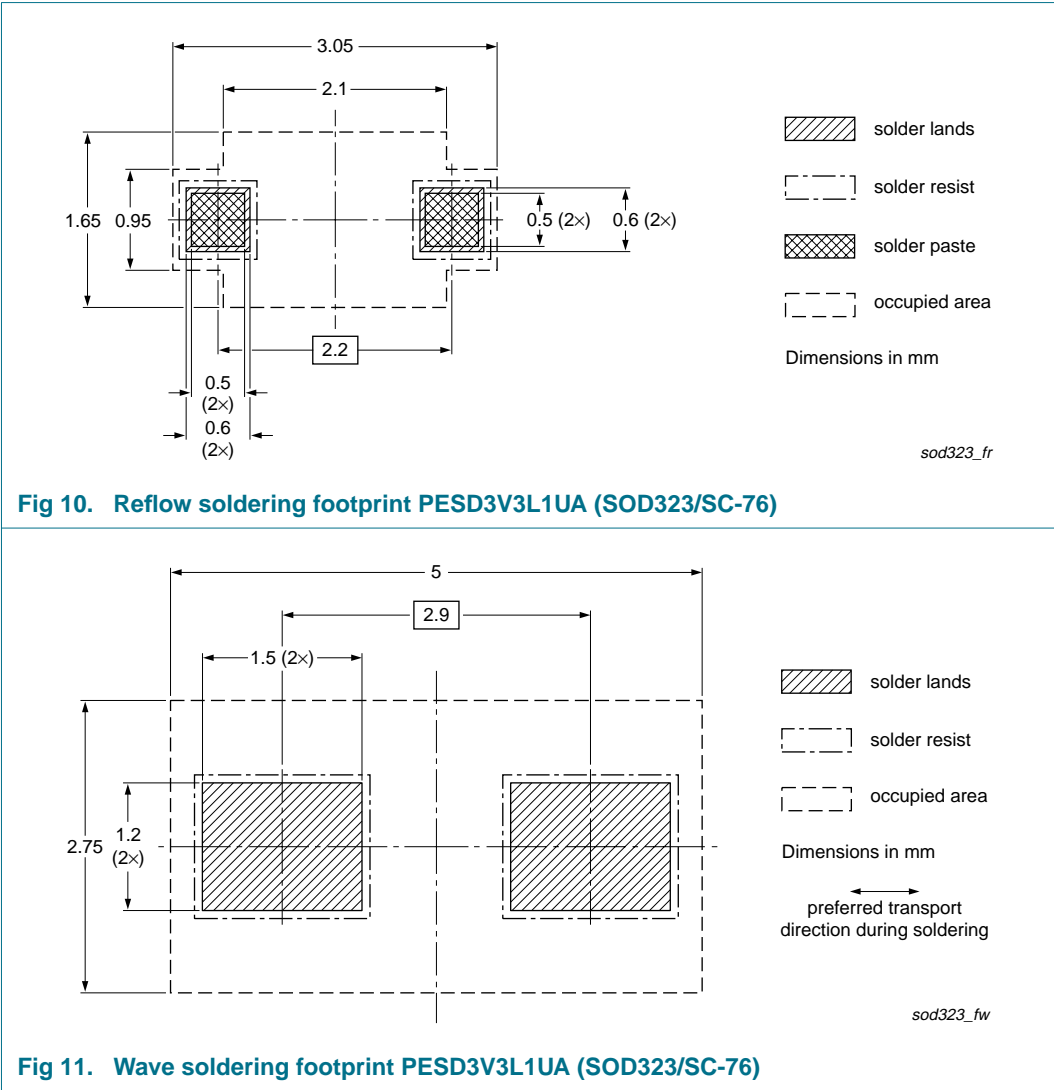 3.05
2.1
solder lands
solder resist
1.65 0.95
0.5 (2×) 0.6 (2×)
solder paste
occupied area
2.2
Dimensions in mm
0.5
(2×)
0.6
(2×)
sod323_fr
Fig 10. Reflow soldering footprint PESD3V3L1UA (SOD323/SC-76)
5
2.9
1.5 (2×)
solder lands
solder resist
occupied area
2.75
1.2
(2×)
Dimensions in mm
preferred transport
direction during soldering
sod323_fw
Fig 11. Wave soldering footprint PESD3V3L1UA (SOD323/SC-76)